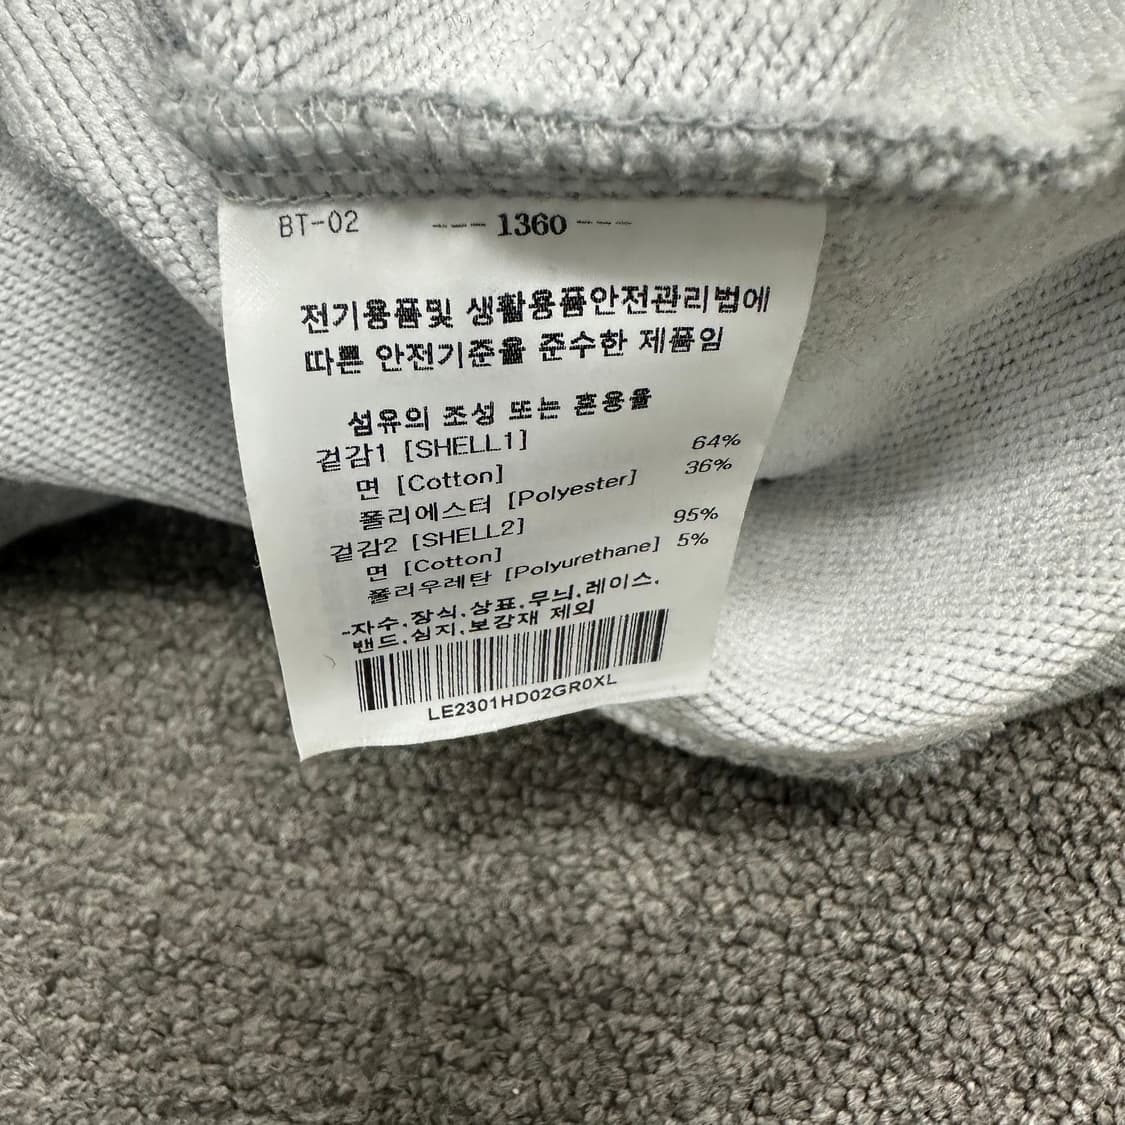 BT-02 --- 1360 ---
전기용품및 생활용품안전관리법에
따른 안전기준을 준수한 제품임
섬유의 조성 또는 혼용율
겉감1 [SHELL1]
면 [Cotton] 64%
폴리에스터 [Polyester] 36%
겉감2 [SHELL2]
면 [Cotton] 95%
폴리우레탄 [Polyurethane] 5%
-자수.장식.상표.무늬.레이스.
밴드.심지.보강재 제외
LE2301HD02GR0XL